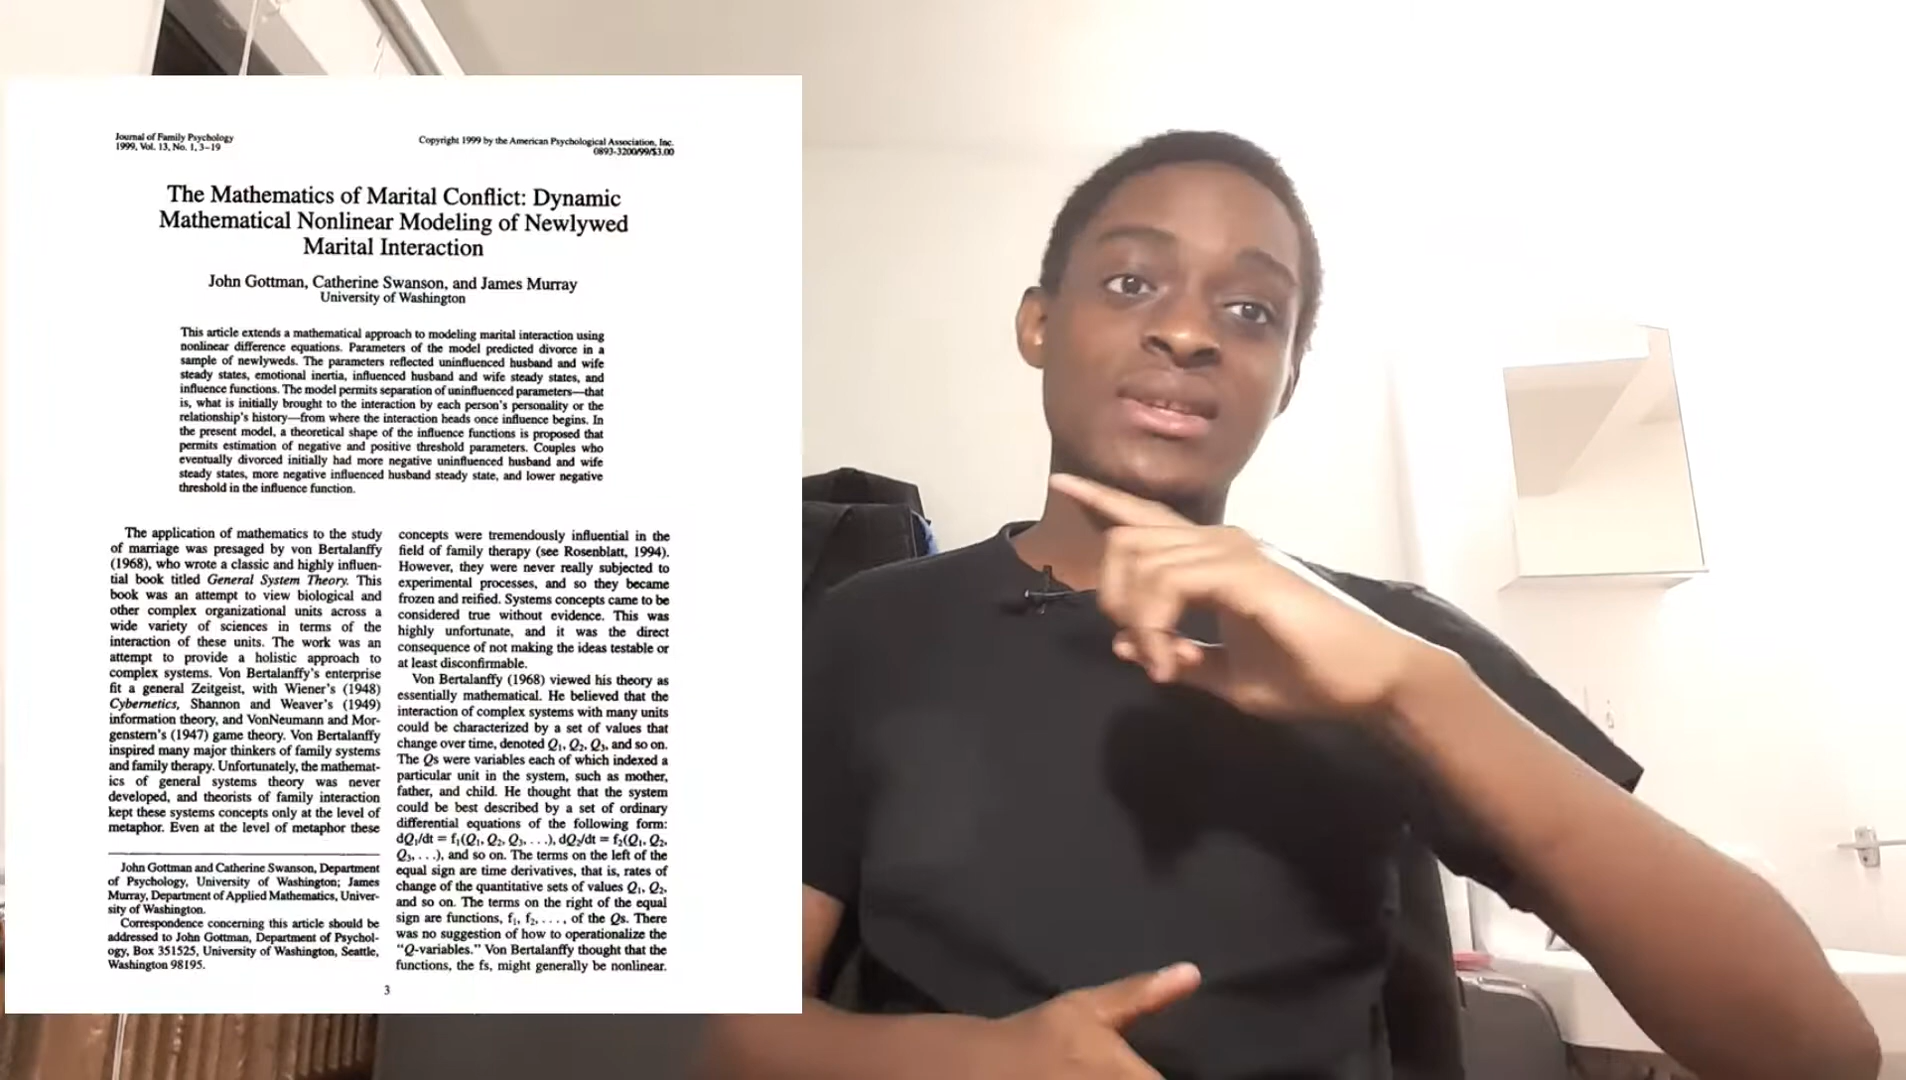 Journal of Family Psychology
1999, Vol. 13, No. 1, 3–19
Copyright 1999 by the American Psychological Association, Inc.
0893-3200/99/$3.00
The Mathematics of Marital Conflict: Dynamic
Mathematical Nonlinear Modeling of Newlywed
Marital Interaction
John Gottman, Catherine Swanson, and James Murray
University of Washington
This article extends a mathematical approach to modeling marital interaction using
nonlinear difference equations. Parameters of the model predicted divorce in a
sample of newlyweds. The parameters reflected uninfluenced husband and wife
steady states, emotional inertia, influenced husband and wife steady states, and
influence functions. The model permits separation of uninfluenced parameters—that
is, what is initially brought to the interaction by each person's personality or the
relationship's history—from where the interaction heads once influence begins. In
the present model, a theoretical shape of the influence functions is proposed that
permits estimation of negative and positive threshold parameters. Couples who
eventually divorced initially had more negative uninfluenced husband and wife
steady states, more negative influenced husband steady state, and lower negative
threshold in the influence function.
The application of mathematics to the study
of marriage was presaged by von Bertalanffy
(1968), who wrote a classic and highly influen-
tial book titled General System Theory. This
book was an attempt to view biological and
other complex organizational units across a
wide variety of sciences in terms of the
interaction of these units. The work was an
attempt to provide a holistic approach to
complex systems. Von Bertalanffy's enterprise
fit a general Zeitgeist, with Wiener's (1948)
Cybernetics, Shannon and Weaver's (1949)
information theory, and VonNeumann and Mor-
genstern's (1947) game theory. Von Bertalanffy
inspired many major thinkers of family systems
and family therapy. Unfortunately, the mathemat-
ics of general systems theory was never
developed, and theorists of family interaction
kept these systems concepts only at the level of
metaphor. Even at the level of metaphor these
John Gottman and Catherine Swanson, Department
of Psychology, University of Washington; James
Murray, Department of Applied Mathematics, Univer-
sity of Washington.
Correspondence concerning this article should be
addressed to John Gottman, Department of Psychol-
ogy, Box 351525, University of Washington, Seattle,
Washington 98195.
concepts were tremendously influential in the
field of family therapy (see Rosenblatt, 1994).
However, they were never really subjected to
experimental processes, and so they became
frozen and reified. Systems concepts came to be
considered true without evidence. This was
highly unfortunate, and it was the direct
consequence of not making the ideas testable or
at least disconfirmable.
Von Bertalanffy (1968) viewed his theory as
essentially mathematical. He believed that the
interaction of complex systems with many units
could be characterized by a set of values that
change over time, denoted Q₁, Q₂, Q₃, and so on.
The Qs were variables each of which indexed a
particular unit in the system, such as mother,
father, and child. He thought that the system
could be best described by a set of ordinary
differential equations of the following form:
dQ₁/dt = f₁(Q₁, Q₂, Q₃, . . .), dQ₂/dt = f₂(Q₁, Q₂,
Q₃, . . .), and so on. The terms on the left of the
equal sign are time derivatives, that is, rates of
change of the quantitative sets of values Q₁, Q₂,
and so on. The terms on the right of the equal
sign are functions, f₁, f₂, . . . , of the Qs. There
was no suggestion of how to operationalize the
“Q-variables.” Von Bertalanffy thought that the
functions, the fs, might generally be nonlinear.
3